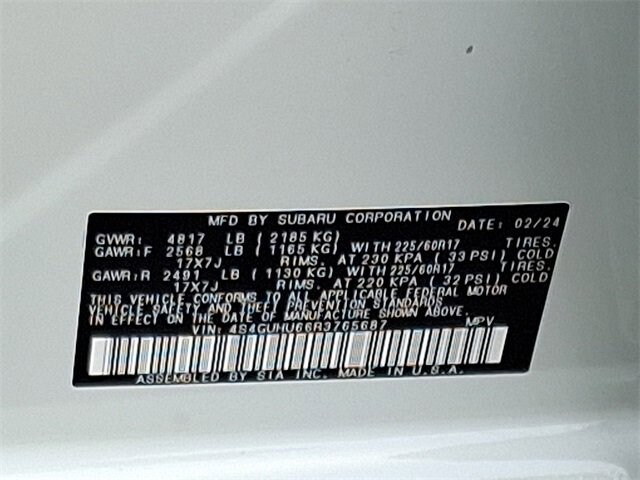 MFD BY SUBARU CORPORATION DATE: 02/24
GVWR: 4817 LB (2185 KG)
GAWR:F 2568 LB (1165 KG) WITH 225/60R17 TIRES.
17X7J RIMS. AT 230 KPA (33 PSI) COLD
GAWR:R 2491 LB (1130 KG) WITH 225/60R17 TIRES.
17X7J RIMS. AT 220 KPA (32 PSI) COLD
THIS VEHICLE CONFORMS TO ALL APPLICABLE FEDERAL MOTOR
VEHICLE SAFETY AND THEFT PREVENTION STANDARDS
IN EFFECT ON THE DATE OF MANUFACTURE SHOWN ABOVE.
VIN: 4S4GUHU66R3765687 MPV
ASSEMBLED BY SIA INC. MADE IN U.S.A.